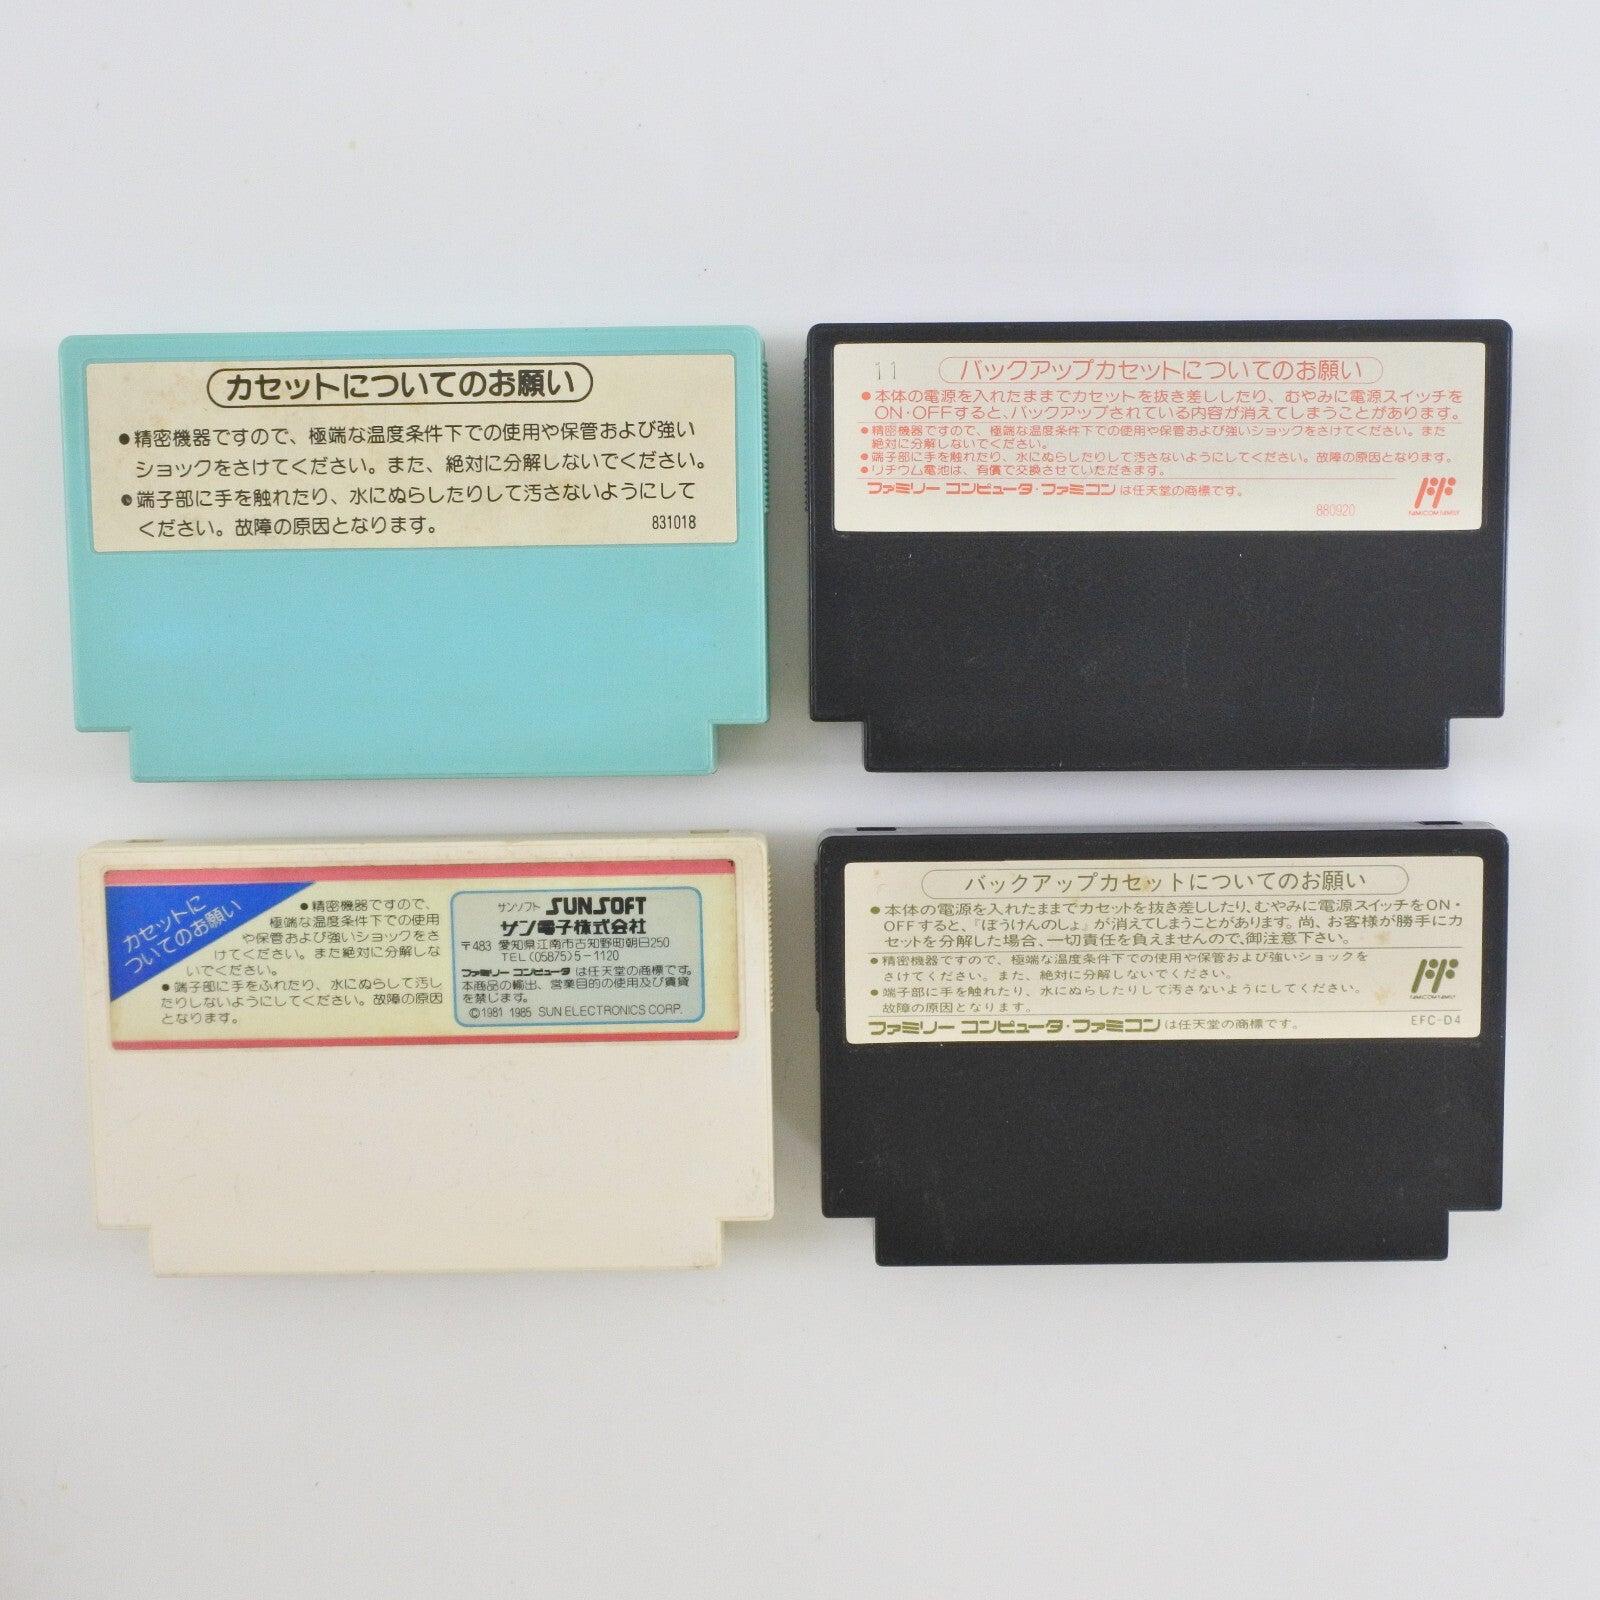 カセットについてのお願い
●精密機器ですので、極端な温度条件下での使用や保管および強い
ショックをさけてください。また、絶対に分解しないでください。
●端子部に手を触れたり、水にぬらしたりして汚さないようにして
ください。故障の原因となります。
831018
11
バックアップカセットについてのお願い
●本体の電源を入れたままでカセットを抜き差ししたり、むやみに電源スイッチを
ON・OFFすると、バックアップされている内容が消えてしまうことがあります。
●精密機器ですので、極端な温度条件下での使用や保管および強いショックをさけてください。また
絶対に分解しないでください。
●端子部に手を触れたり、水にぬらしたりして汚さないようにしてください。故障の原因となります。
●リチウム電池は、有償で交換させていただきます。
ファミリー コンピュータ・ファミコン は任天堂の商標です。
FAMICOM FAMILY
880920
カセットに
ついてのお願い
●精密機器ですので、
極端な温度条件下での使用
や保管および強いショックをさ
けてください。また絶対に分解しな
いでください。
●端子部に手をふれたり、水にぬらして汚し
たりしないようにしてください。故障の原因
となります。
サンソフト SUNSOFT
サン電子株式会社
〒483 愛知県江南市古知野町朝日250
TEL(05875)5-1120
ファミリー コンピュータ は任天堂の商標です。
本商品の輸出、営業目的の使用及び賃貸
を禁じます。
©1981 1985 SUN ELECTRONICS CORP.
バックアップカセットについてのお願い
●本体の電源を入れたままでカセットを抜き差ししたり、むやみに電源スイッチをON・
OFFすると、『ぼうけんのしょ』が消えてしまうことがあります。尚、お客様が勝手にカ
セットを分解した場合、一切責任を負えませんので、御注意下さい。
●精密機器ですので、極端な温度条件下での使用や保管および強いショックを
さけてください。また、絶対に分解しないでください。
●端子部に手を触れたり、水にぬらしたりして汚さないようにしてください。
故障の原因となります。
ファミリー コンピュータ・ファミコン は任天堂の商標です。
FAMICOM FAMILY
EFC-D4